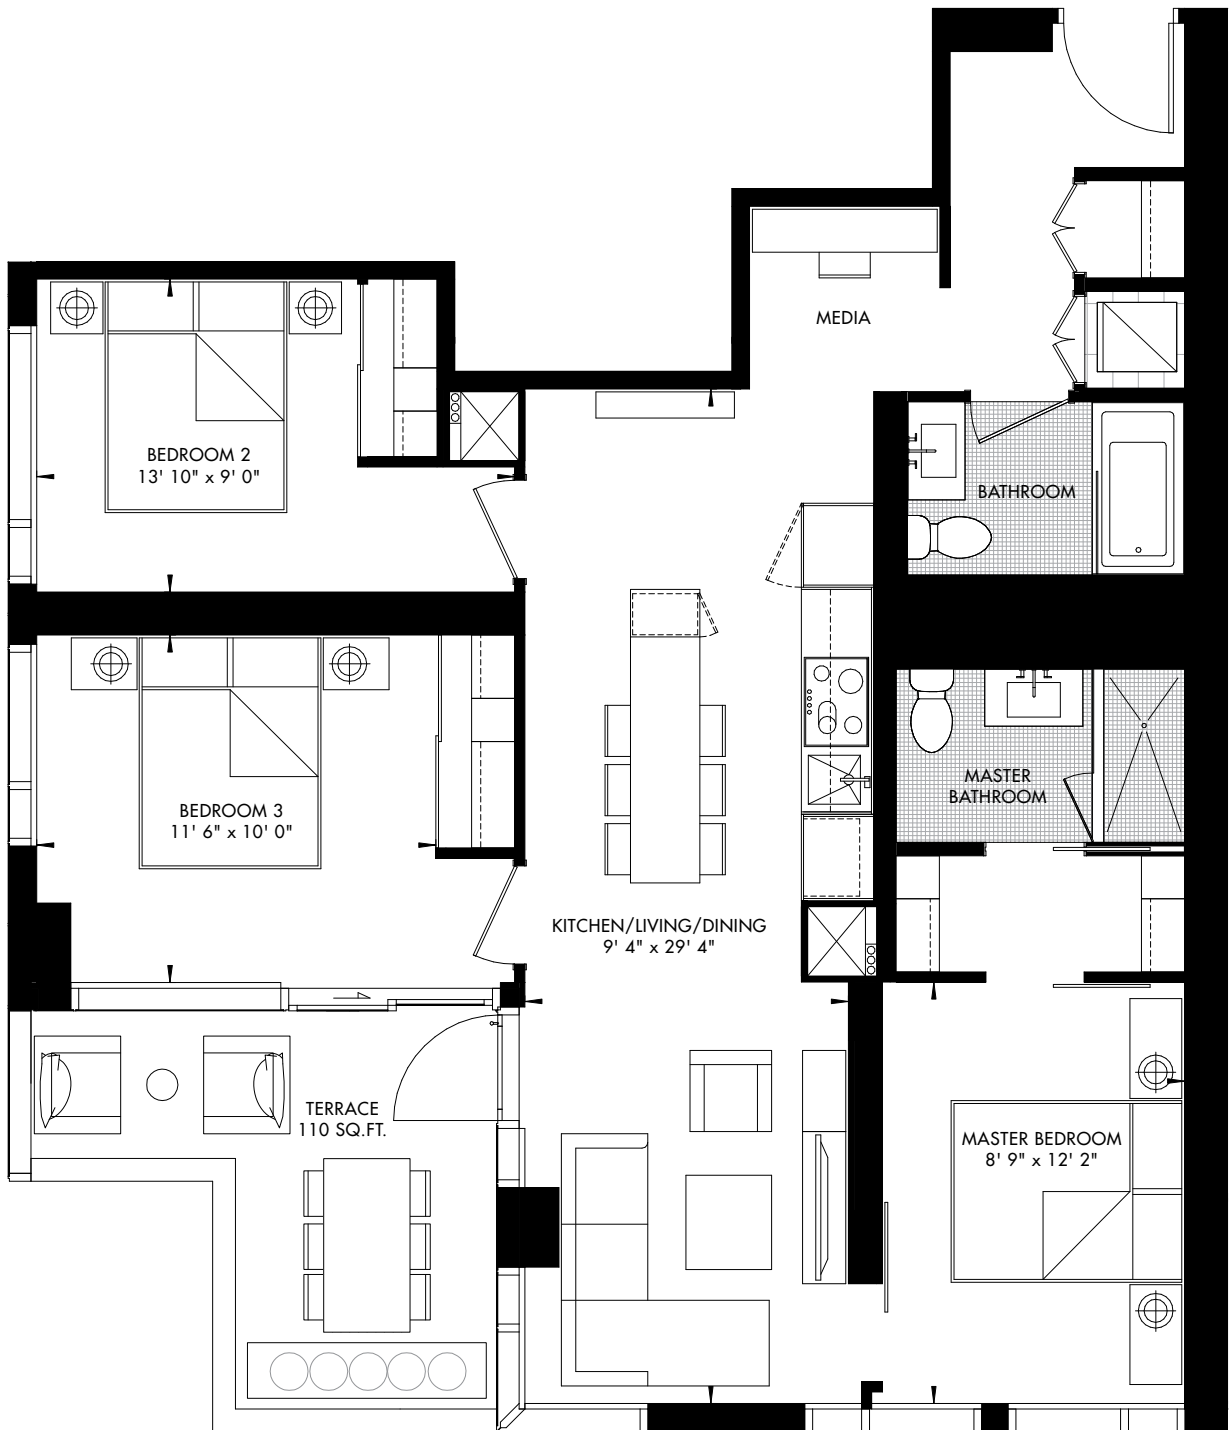 MEDIA
BEDROOM 2
13' 10" x 9' 0"
BATHROOM
BEDROOM 3
11' 6" x 10' 0"
MASTER
BATHROOM
KITCHEN/LIVING/DINING
9' 4" x 29' 4"
TERRACE
110 SQ.FT.
MASTER BEDROOM
8' 9" x 12' 2"